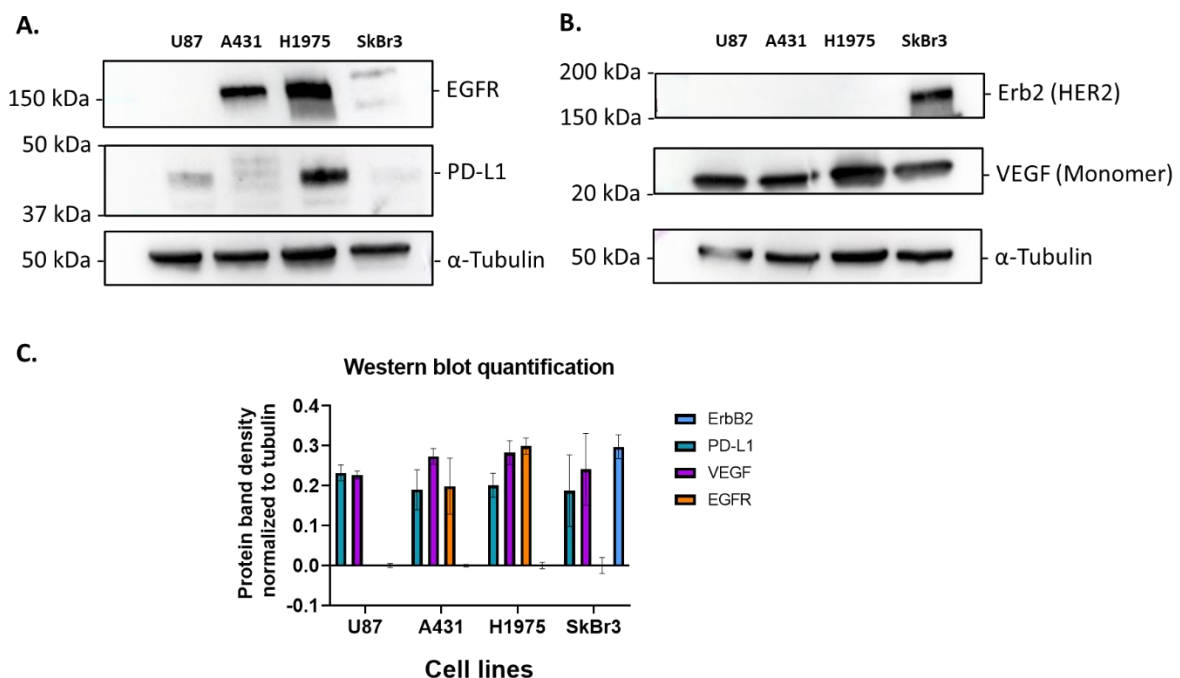 A.
U87 A431 H1975 SkBr3
150 kDa
EGFR
50 kDa
PD-L1
37 kDa
50 kDa
α-Tubulin
B.
U87 A431 H1975 SkBr3
200 kDa
Erb2 (HER2)
150 kDa
VEGF (Monomer)
20 kDa
50 kDa
α-Tubulin
C.
Western blot quantification
Protein band density
normalized to tubulin
0.4
0.3
0.2
0.1
0.0
-0.1
U87 A431 H1975 SkBr3
Cell lines
ErbB2
PD-L1
VEGF
EGFR